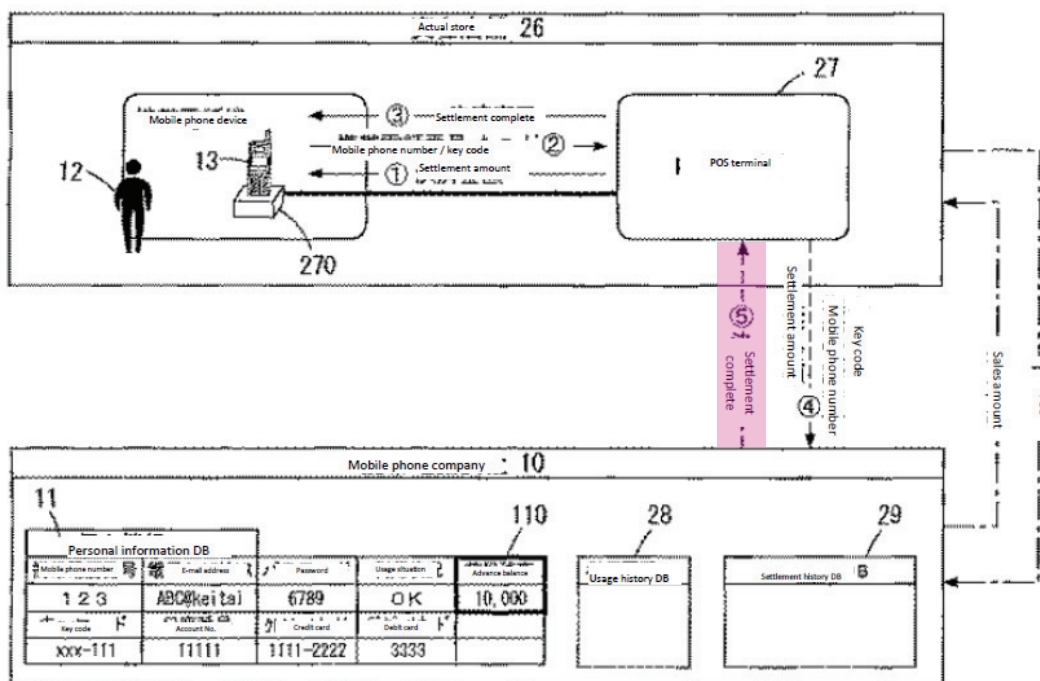 Actual store 26
27
Mobile phone device
③ Settlement complete
Mobile phone number / key code ②
① Settlement amount
POS terminal
13
12
270
⑤
Settlement complete
Settlement amount
Mobile phone number
Key code
④
Sales amount
Mobile phone company 10
11
110
28
29
Personal information DB
Mobile phone number E-mail address Password Usage situation Advance balance
123 ABC@keitai 6789 OK 10,000
Key code Account No. Credit card Debit card
xxx-111 11111 1111-2222 3333
Usage history DB
Settlement history DB